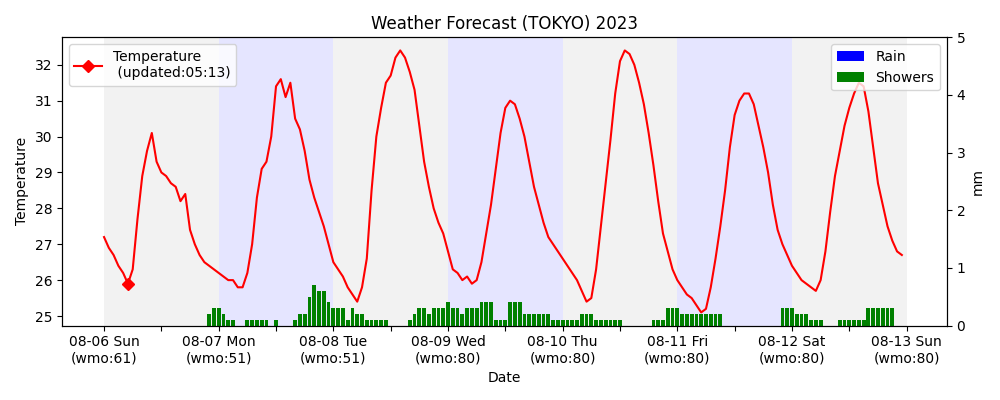 Weather Forecast (TOKYO) 2023
Temperature
(updated:05:13)
Rain
Showers
Temperature
32
31
30
29
28
27
26
25
5
4
3
2
1
0
mm
08-06 Sun
(wmo:61)
08-07 Mon
(wmo:51)
08-08 Tue
(wmo:51)
08-09 Wed
(wmo:80)
08-10 Thu
(wmo:80)
08-11 Fri
(wmo:80)
08-12 Sat
(wmo:80)
08-13 Sun
(wmo:80)
Date